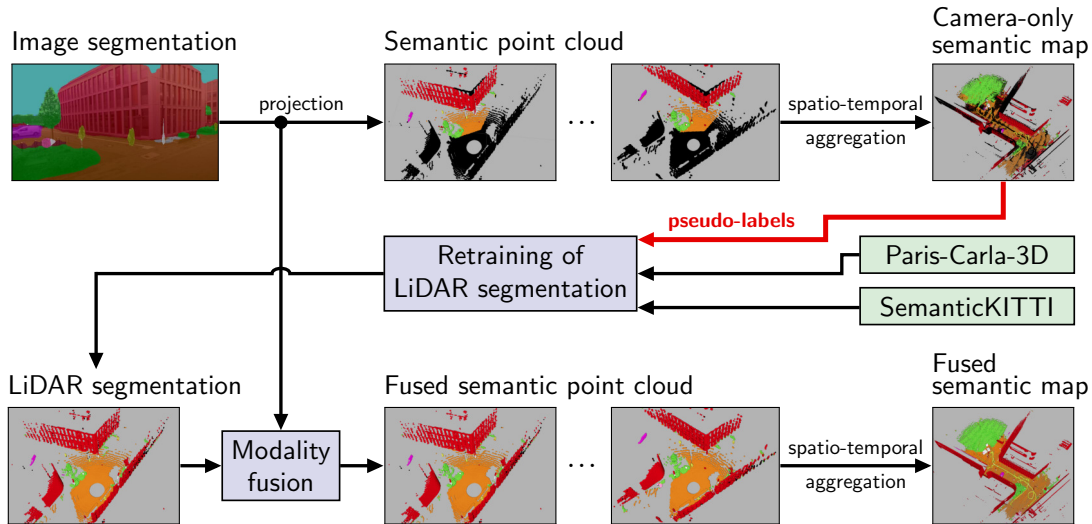 Image segmentation
projection
Semantic point cloud
...
spatio-temporal
aggregation
Camera-only
semantic map
pseudo-labels
Retraining of
LiDAR segmentation
Paris-Carla-3D
SemanticKITTI
LiDAR segmentation
Modality
fusion
Fused semantic point cloud
...
spatio-temporal
aggregation
Fused
semantic map